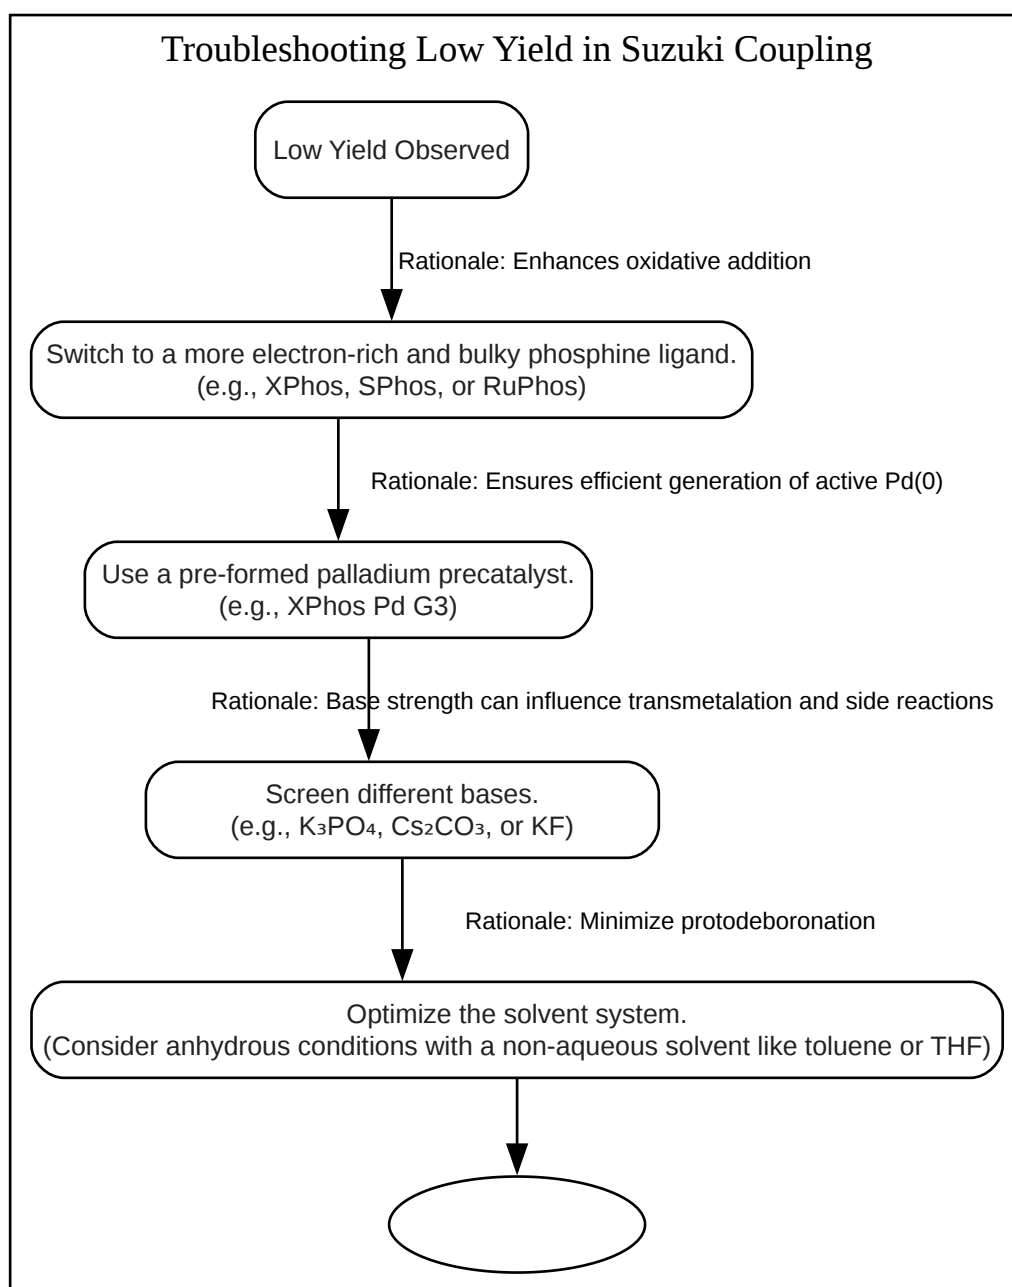 Troubleshooting Low Yield in Suzuki Coupling
Low Yield Observed
Rationale: Enhances oxidative addition
Switch to a more electron-rich and bulky phosphine ligand.
(e.g., XPhos, SPhos, or RuPhos)
Rationale: Ensures efficient generation of active Pd(0)
Use a pre-formed palladium precatalyst.
(e.g., XPhos Pd G3)
Rationale: Base strength can influence transmetalation and side reactions
Screen different bases.
(e.g., K₃PO₄, Cs₂CO₃, or KF)
Rationale: Minimize protodeboronation
Optimize the solvent system.
(Consider anhydrous conditions with a non-aqueous solvent like toluene or THF)